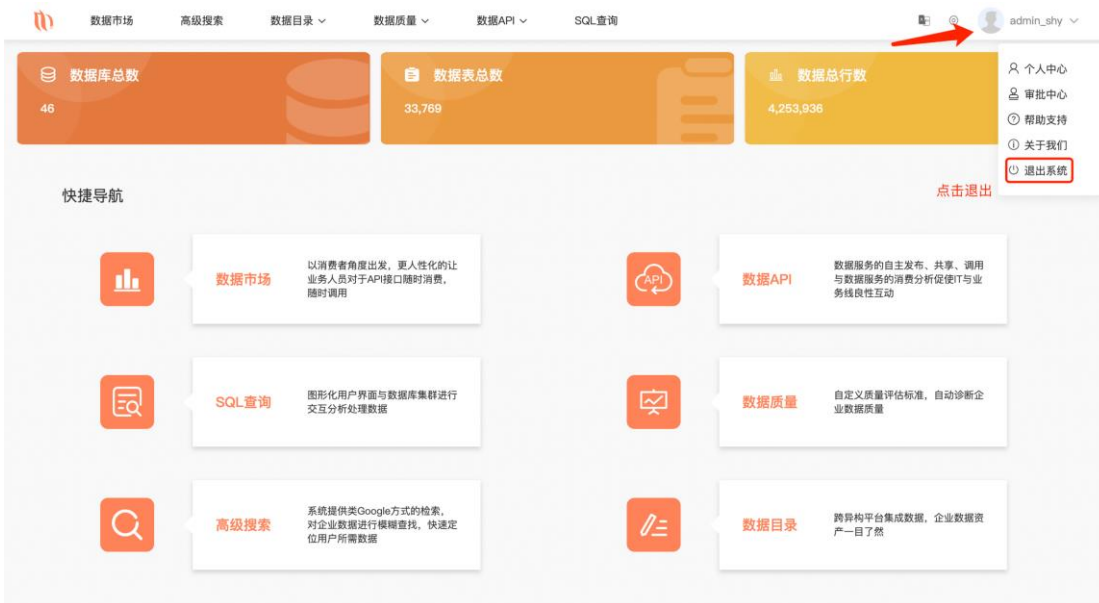 数据市场
高级搜索
数据目录
数据质量
数据API
SQL查询
admin_shy
数据库总数
46
数据表总数
33,769
数据总行数
4,253,936
个人中心
审批中心
帮助支持
关于我们
退出系统
点击退出
快捷导航
数据市场
以消费者角度出发，更人性化的让
业务人员对于API接口随时消费，
随时调用
API
数据API
数据服务的自主发布、共享、调用
与数据服务的消费分析促使IT与业
务线良性互动
SQL查询
图形化用户界面与数据库集群进行
交互分析处理数据
数据质量
自定义质量评估标准，自动诊断企
业数据质量
高级搜索
系统提供类Google方式的检索，
对企业数据进行模糊查找，快速定
位用户所需数据
数据目录
跨异构平台集成数据，企业数据资
产一目了然